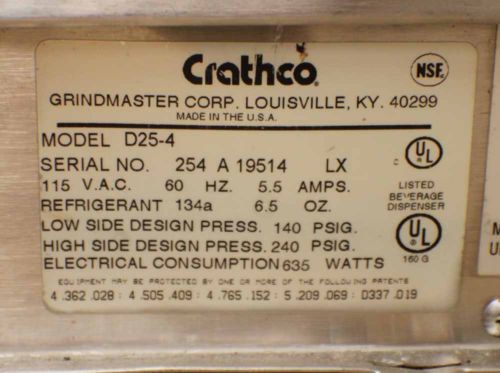 Crathco®
NSF®
GRINDMASTER CORP. LOUISVILLE, KY. 40299
MADE IN THE U.S.A.
MODEL D25-4
SERIAL NO. 254 A 19514 LX
115 V.A.C. 60 HZ. 5.5 AMPS.
REFRIGERANT 134a 6.5 OZ.
LOW SIDE DESIGN PRESS. 140 PSIG.
HIGH SIDE DESIGN PRESS. 240 PSIG.
ELECTRICAL CONSUMPTION 635 WATTS
EQUIPMENT MAY BE PROTECTED BY ONE OR MORE OF THE FOLLOWING PATENTS
4 .362 .028 : 4 .505 .409 : 4 .765 .152 : 5 .209 .069 : D337 .019
C UL
LISTED
BEVERAGE
DISPENSER
UL ®
160 G